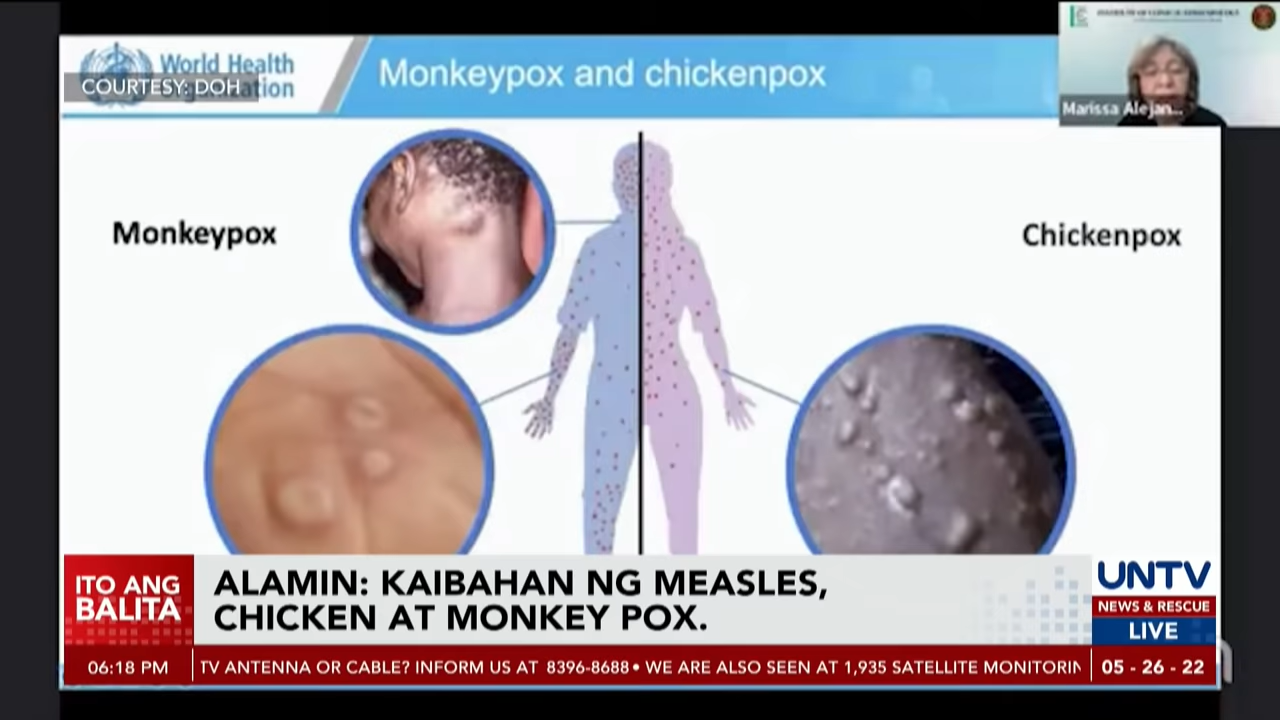 World Health
Organization
COURTESY: DOH
Monkeypox and chickenpox
Marissa Alejan...
Monkeypox
Chickenpox
ITO ANG
BALITA
ALAMIN: KAIBAHAN NG MEASLES,
CHICKEN AT MONKEY POX.
UNTV
NEWS & RESCUE
LIVE
06:18 PM
TV ANTENNA OR CABLE? INFORM US AT 8396-8688 • WE ARE ALSO SEEN AT 1,935 SATELLITE MONITORIN
05 - 26 - 22